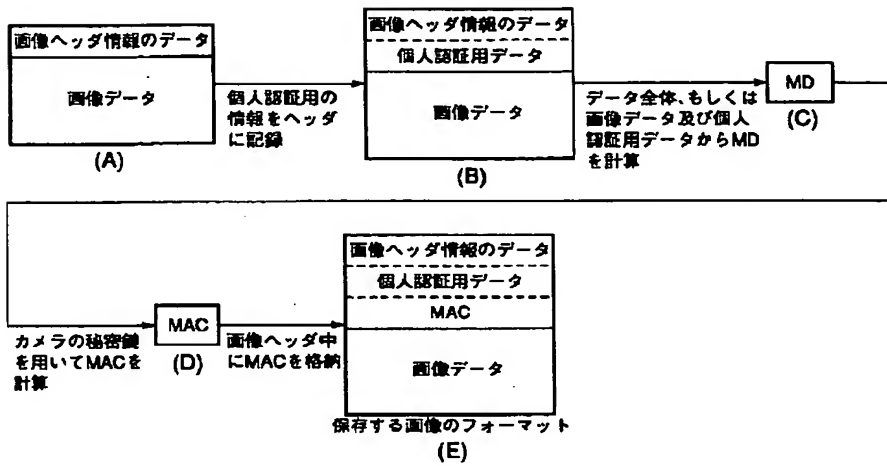 画像ヘッダ情報のデータ
画像データ
(A)
個人認証用の
情報をヘッダ
に記録
画像ヘッダ情報のデータ
個人認証用データ
画像データ
(B)
データ全体、もしくは
画像データ及び個人
認証用データからMD
を計算
MD
(C)
カメラの秘密鍵
を用いてMACを
計算
MAC
(D)
画像ヘッダ中
にMACを格納
画像ヘッダ情報のデータ
個人認証用データ
MAC
画像データ
保存する画像のフォーマット
(E)